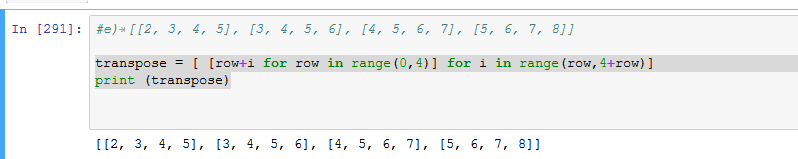 In [291]: #e)*[[2, 3, 4, 5], [3, 4, 5, 6], [4, 5, 6, 7], [5, 6, 7, 8]]
transpose = [ [row+i for row in range(0,4)] for i in range(row,4+row)]
print (transpose)
[[2, 3, 4, 5], [3, 4, 5, 6], [4, 5, 6, 7], [5, 6, 7, 8]]